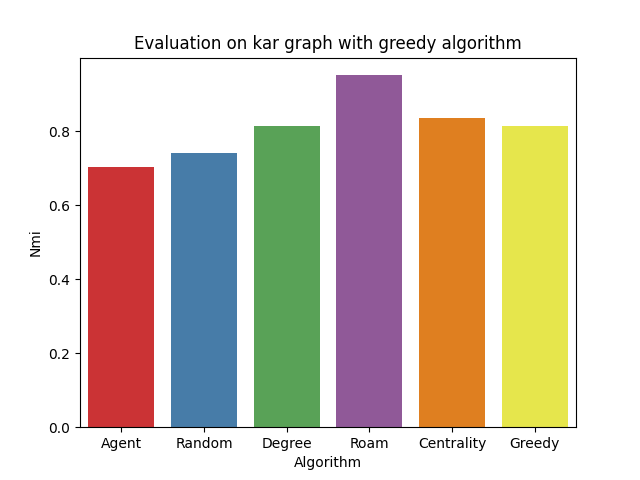 Evaluation on kar graph with greedy algorithm
0.8
0.6
0.4
0.2
0.0
Nmi
Agent Random Degree Roam Centrality Greedy
Algorithm